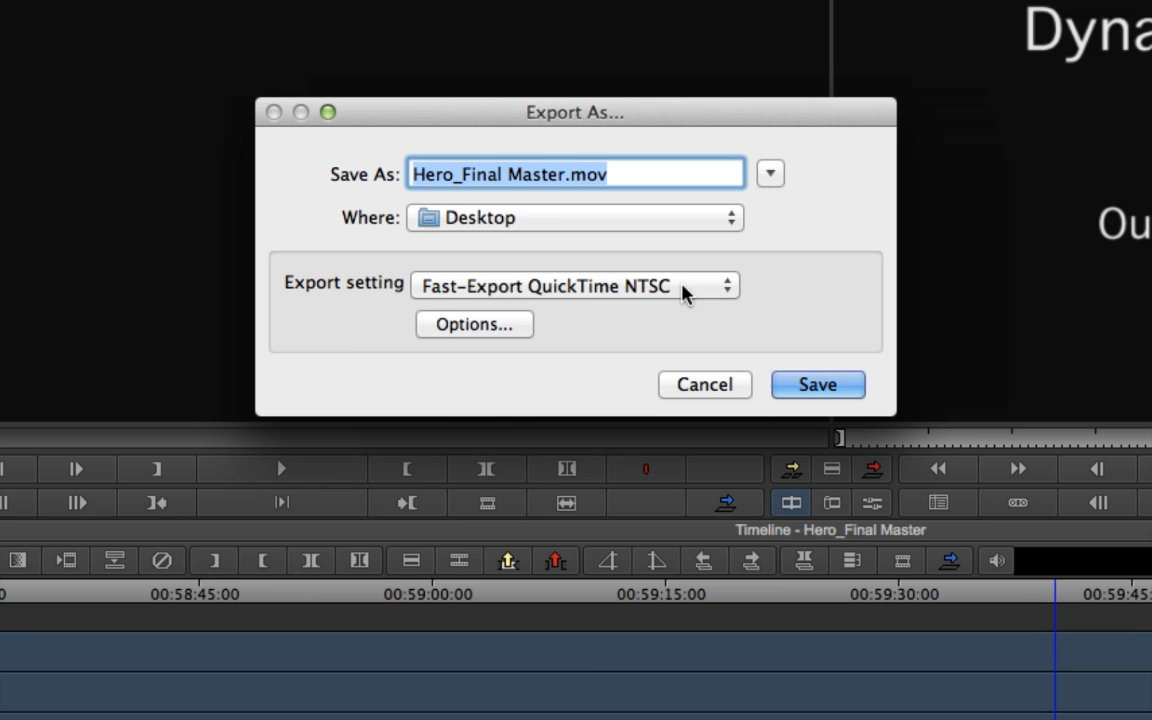 Dyna
Export As...
Save As: Hero_Final Master.mov
Where: Desktop
Ou
Export setting Fast-Export QuickTime NTSC
Options...
Cancel Save
Timeline - Hero_Final Master
0 00:58:45:00 00:59:00:00 00:59:15:00 00:59:30:00 00:59:45: